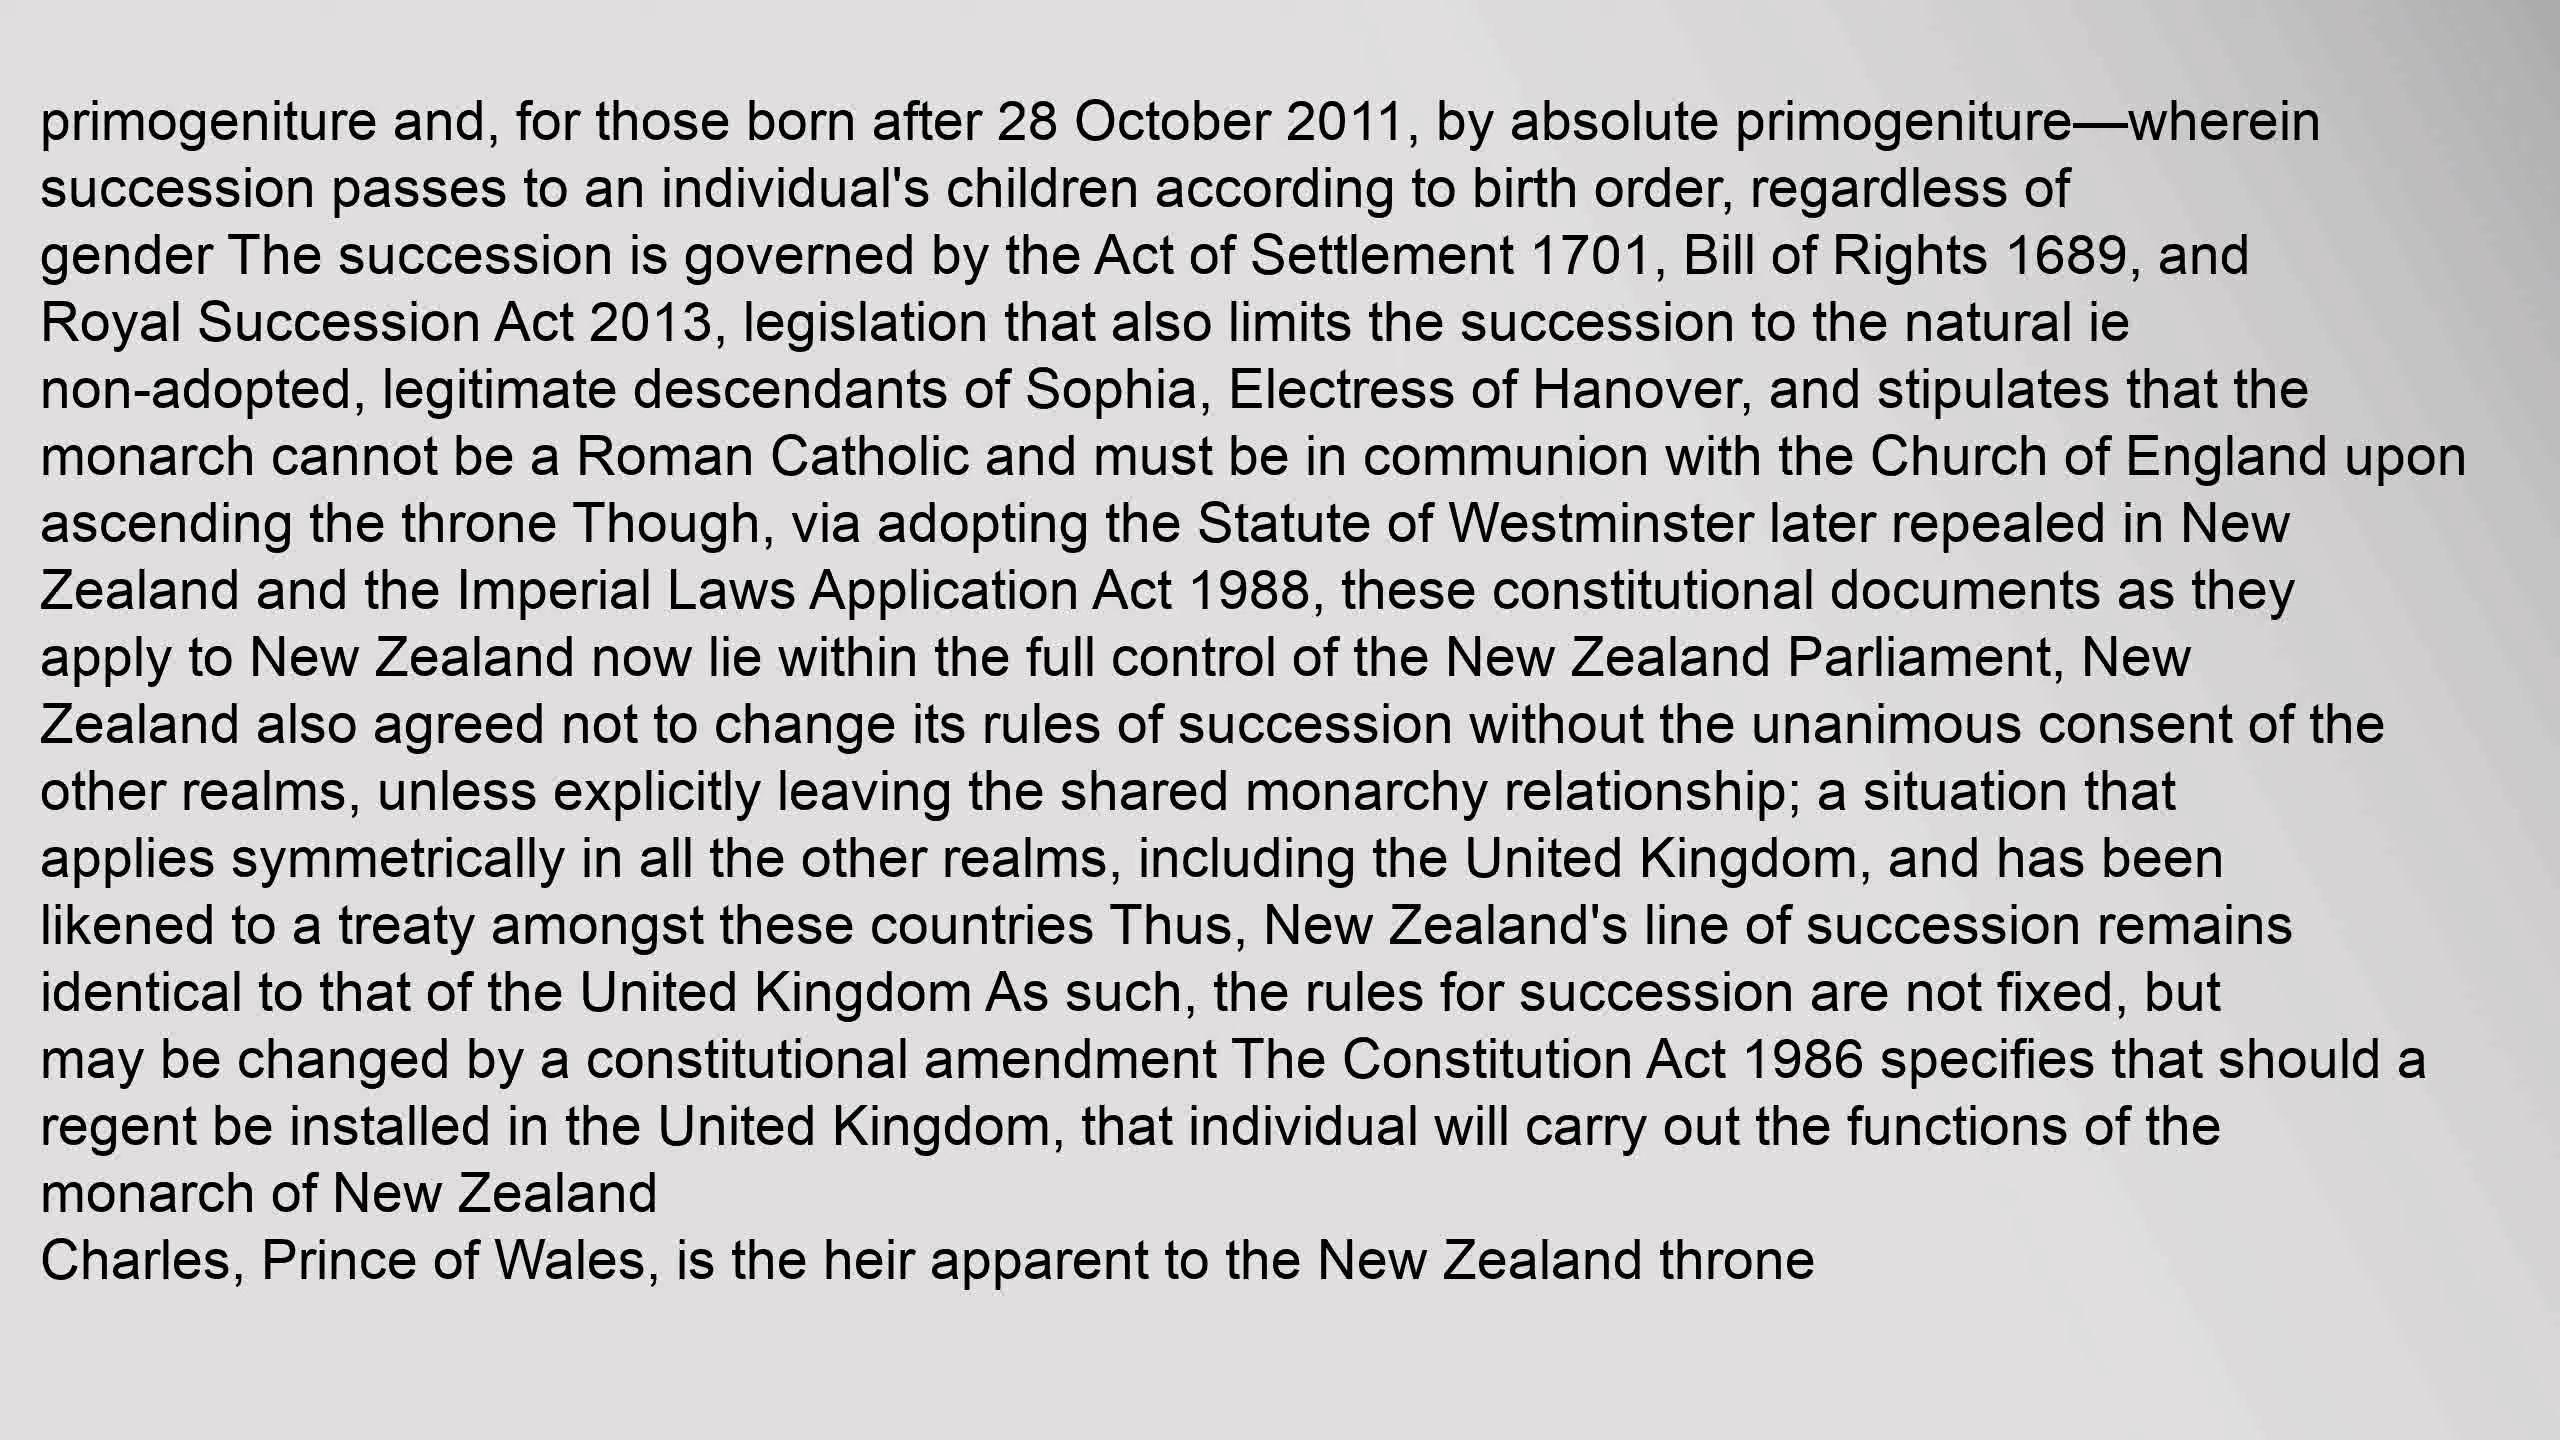 primogeniture and, for those born after 28 October 2011, by absolute primogeniture—wherein
succession passes to an individual's children according to birth order, regardless of
gender The succession is governed by the Act of Settlement 1701, Bill of Rights 1689, and
Royal Succession Act 2013, legislation that also limits the succession to the natural ie
non-adopted, legitimate descendants of Sophia, Electress of Hanover, and stipulates that the
monarch cannot be a Roman Catholic and must be in communion with the Church of England upon
ascending the throne Though, via adopting the Statute of Westminster later repealed in New
Zealand and the Imperial Laws Application Act 1988, these constitutional documents as they
apply to New Zealand now lie within the full control of the New Zealand Parliament, New
Zealand also agreed not to change its rules of succession without the unanimous consent of the
other realms, unless explicitly leaving the shared monarchy relationship; a situation that
applies symmetrically in all the other realms, including the United Kingdom, and has been
likened to a treaty amongst these countries Thus, New Zealand's line of succession remains
identical to that of the United Kingdom As such, the rules for succession are not fixed, but
may be changed by a constitutional amendment The Constitution Act 1986 specifies that should a
regent be installed in the United Kingdom, that individual will carry out the functions of the
monarch of New Zealand
Charles, Prince of Wales, is the heir apparent to the New Zealand throne